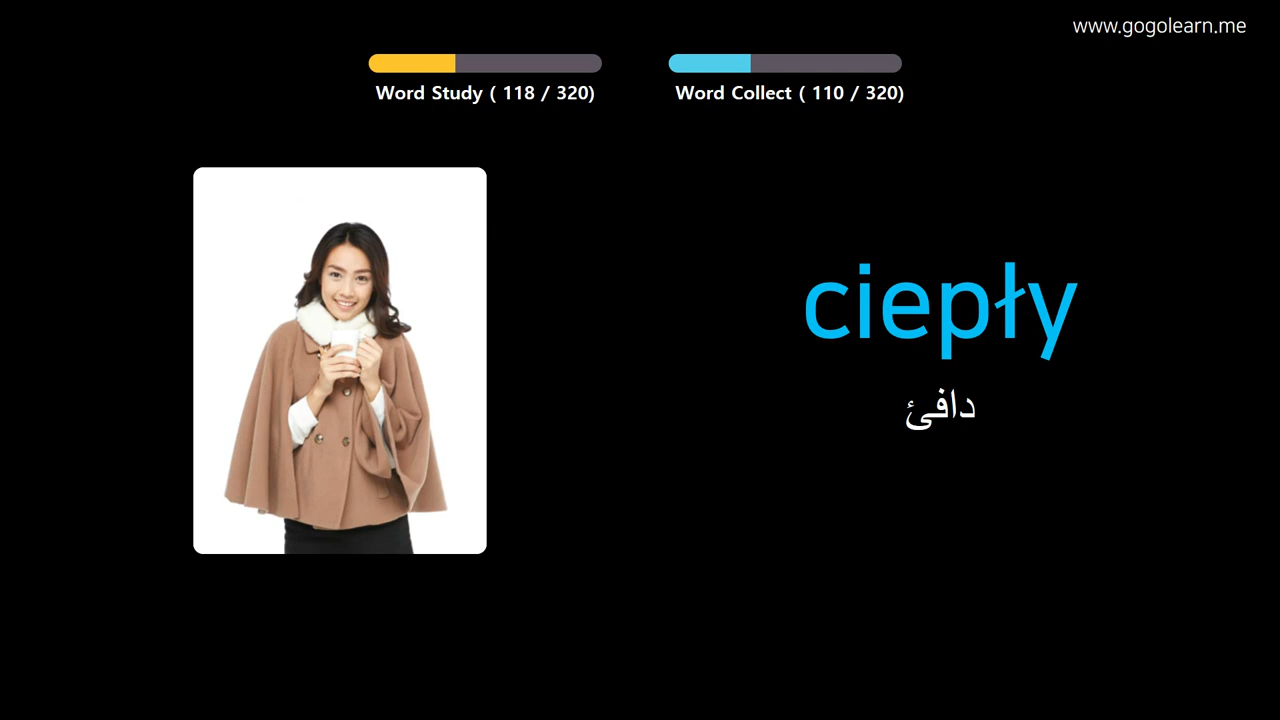 www.gogolearn.me
Word Study ( 118 / 320)
Word Collect ( 110 / 320)
ciepły
دافئ